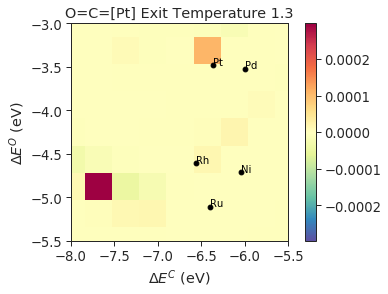 O=C=[Pt] Exit Temperature 1.3
−3.0
−3.5
−4.0
−4.5
−5.0
−5.5
ΔE^O (eV)
Pt
Pd
Rh
Ni
Ru
−8.0 −7.5 −7.0 −6.5 −6.0 −5.5
ΔE^C (eV)
0.0002
0.0001
0.0000
−0.0001
−0.0002